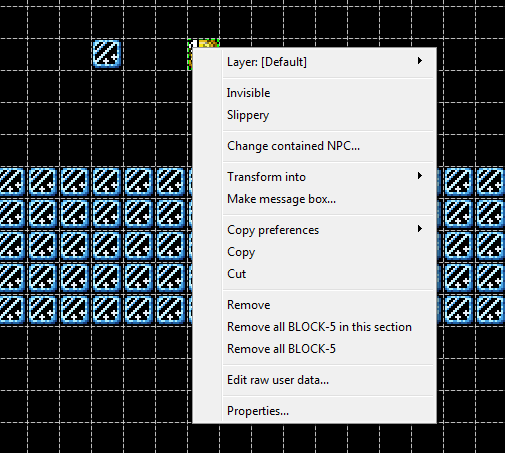 Layer: [Default]
Invisible
Slippery
Change contained NPC...
Transform into
Make message box...
Copy preferences
Copy
Cut
Remove
Remove all BLOCK-5 in this section
Remove all BLOCK-5
Edit raw user data...
Properties...